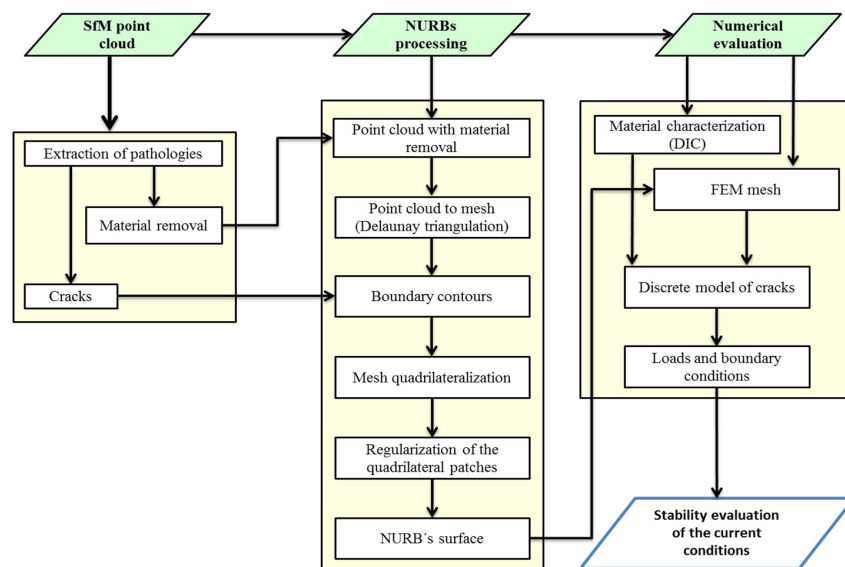 SfM point
cloud
NURBs
processing
Numerical
evaluation
Extraction of pathologies
Material removal
Cracks
Point cloud with material
removal
Point cloud to mesh
(Delaunay triangulation)
Boundary contours
Mesh quadrilateralization
Regularization of the
quadrilateral patches
NURB´s surface
Material characterization
(DIC)
FEM mesh
Discrete model of cracks
Loads and boundary
conditions
Stability evaluation
of the current
conditions